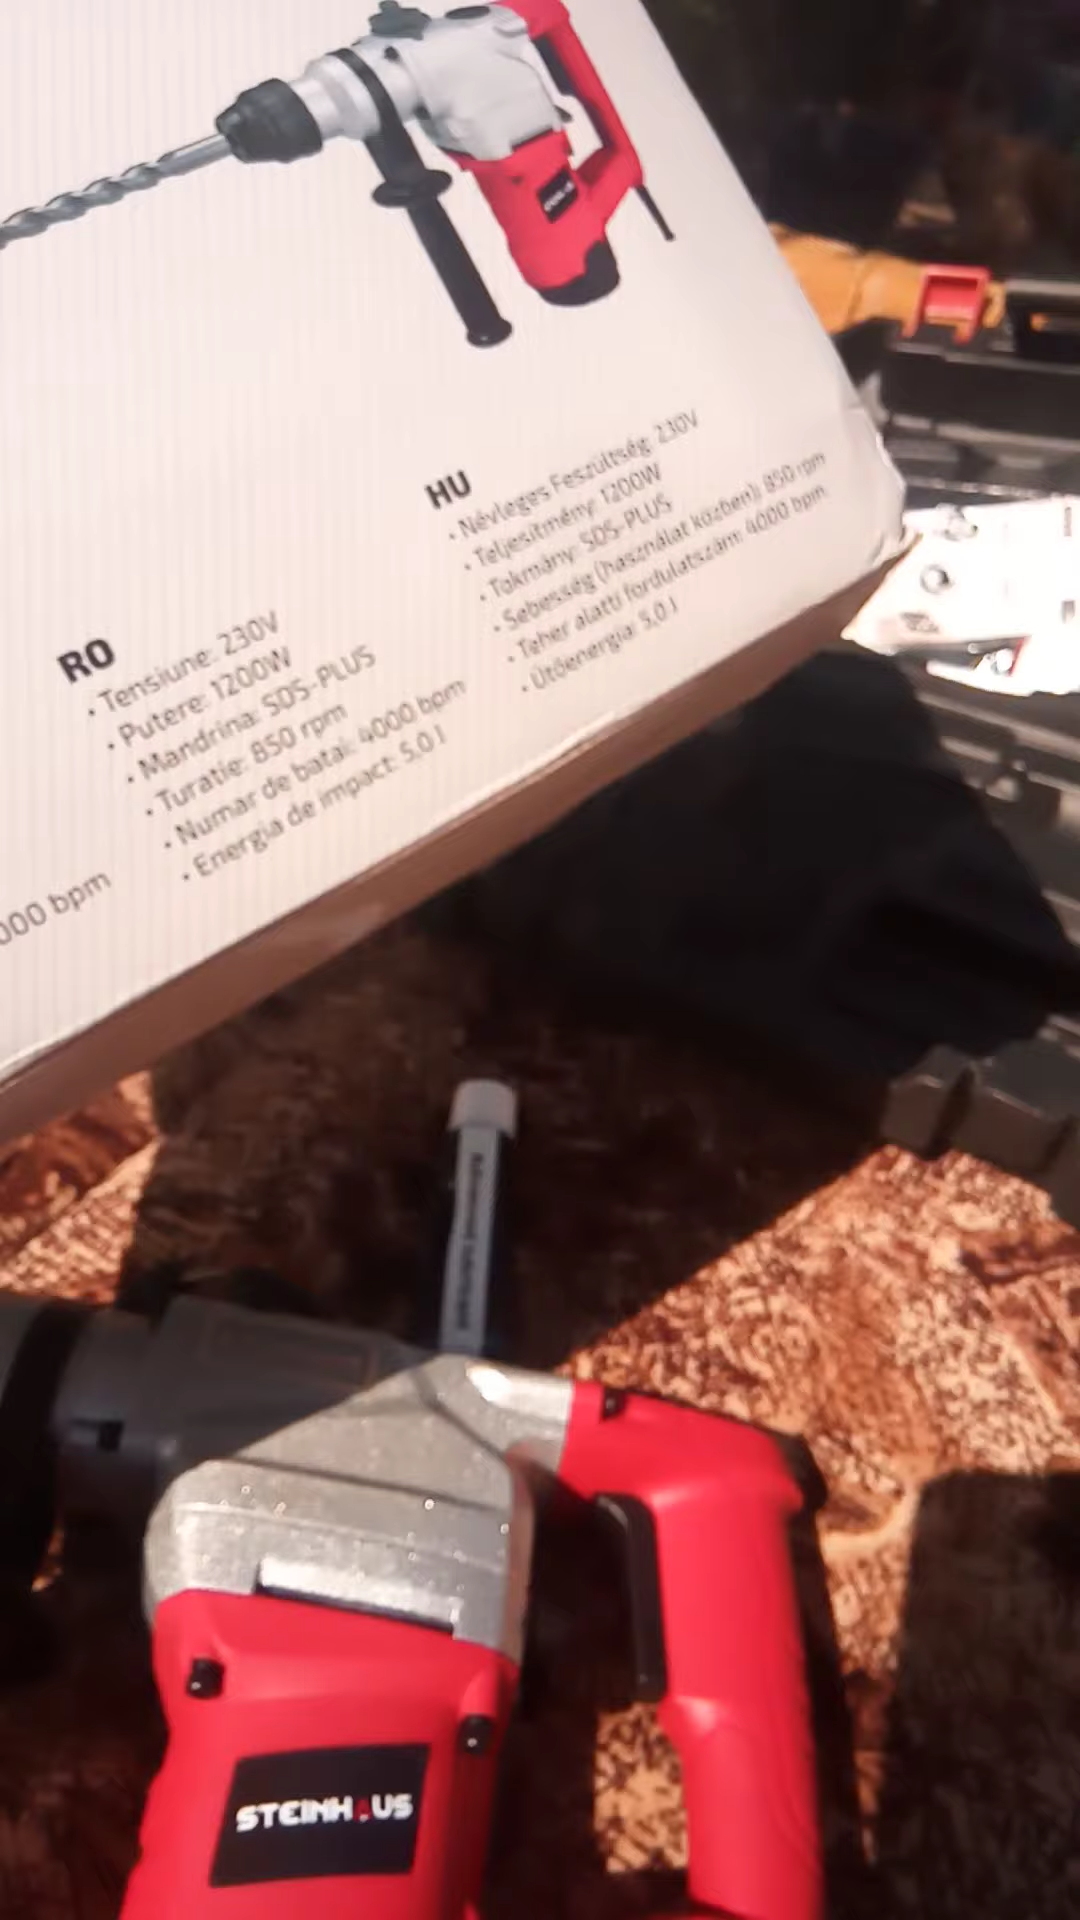 HU
• Névleges Feszültség: 230V
• Teljesítmény: 1200W
• Tokmány: SDS-PLUS
• Sebesség (használat közben): 850 rpm
• Teher alatti fordulatszám: 4000 bpm
• Ütőenergia: 5,0 J
RO
• Tensiune: 230V
• Putere: 1200W
• Mandrina: SDS-PLUS
• Turatie: 850 rpm
• Numar de batai: 4000 bpm
• Energia de impact: 5,0 J
000 bpm
STEINHAUS